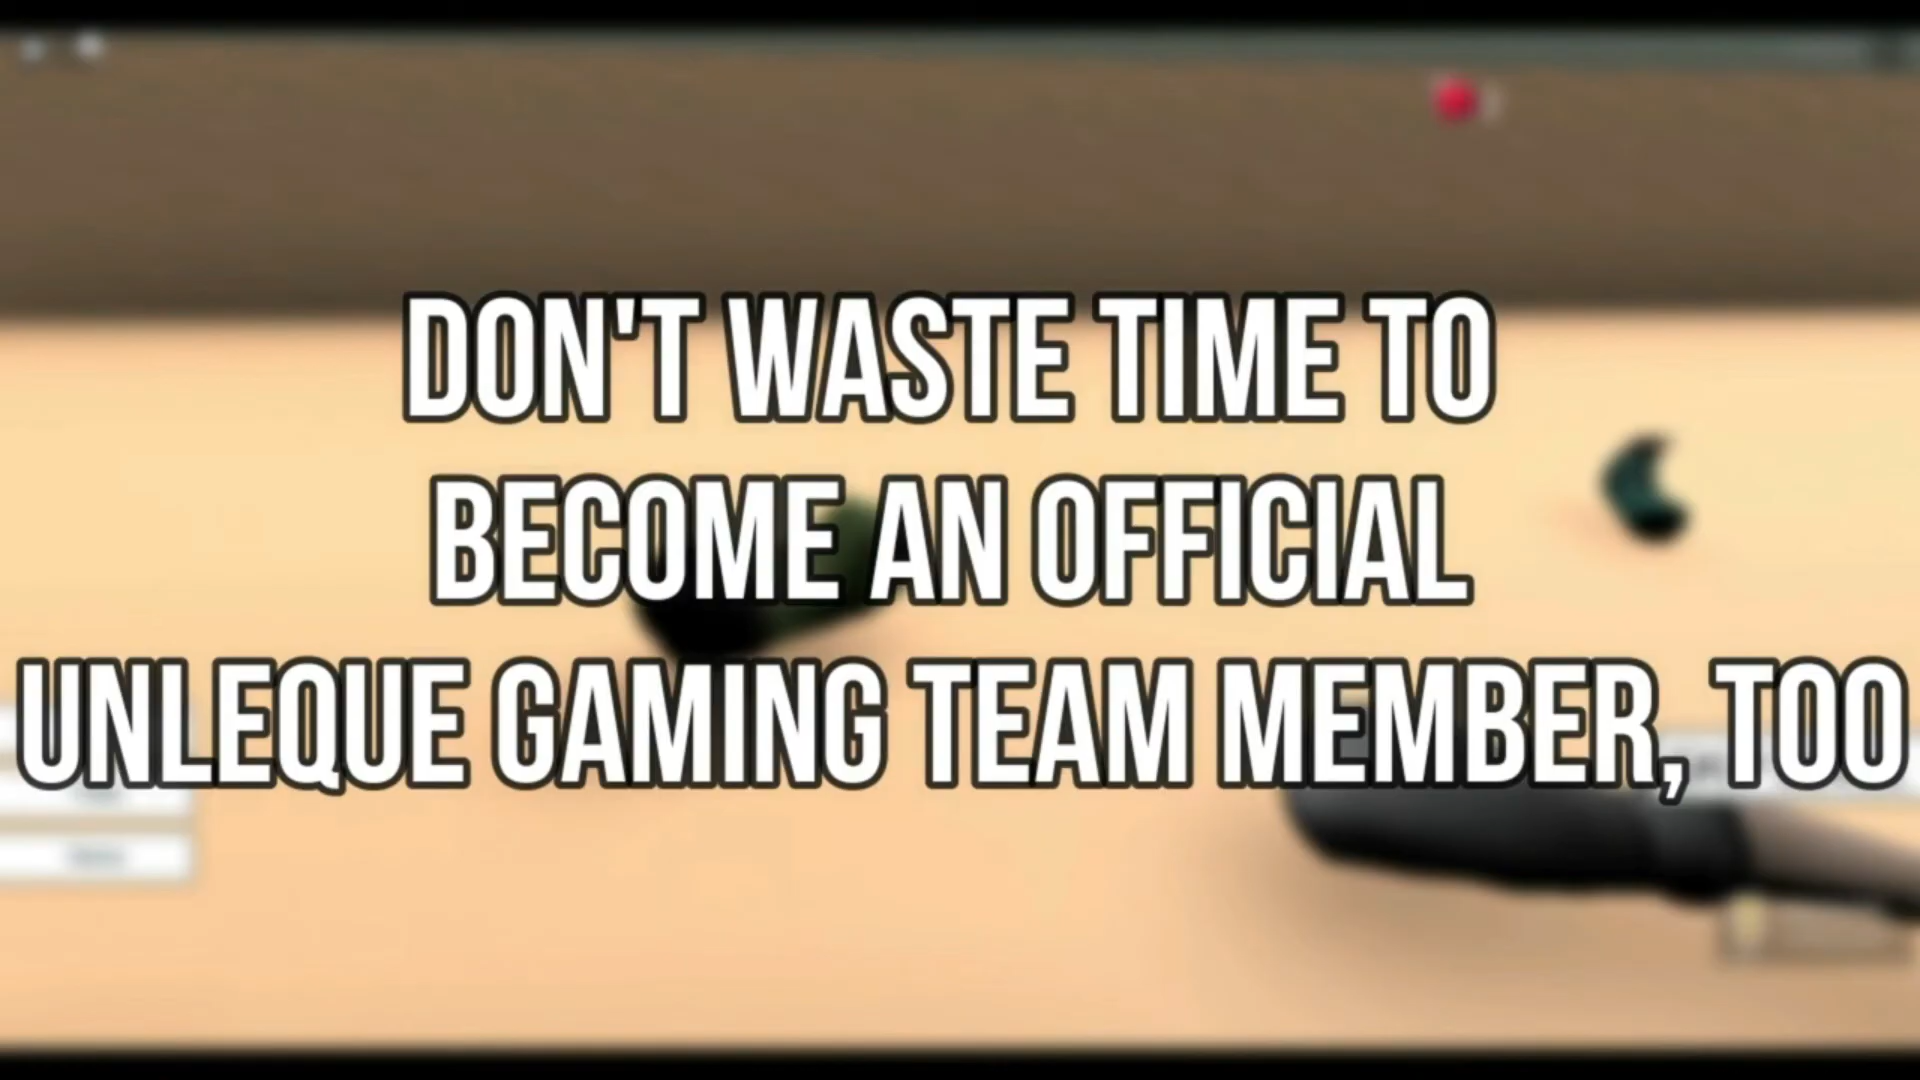 DON'T WASTE TIME TO
BECOME AN OFFICIAL
UNLEQUE GAMING TEAM MEMBER, TOO